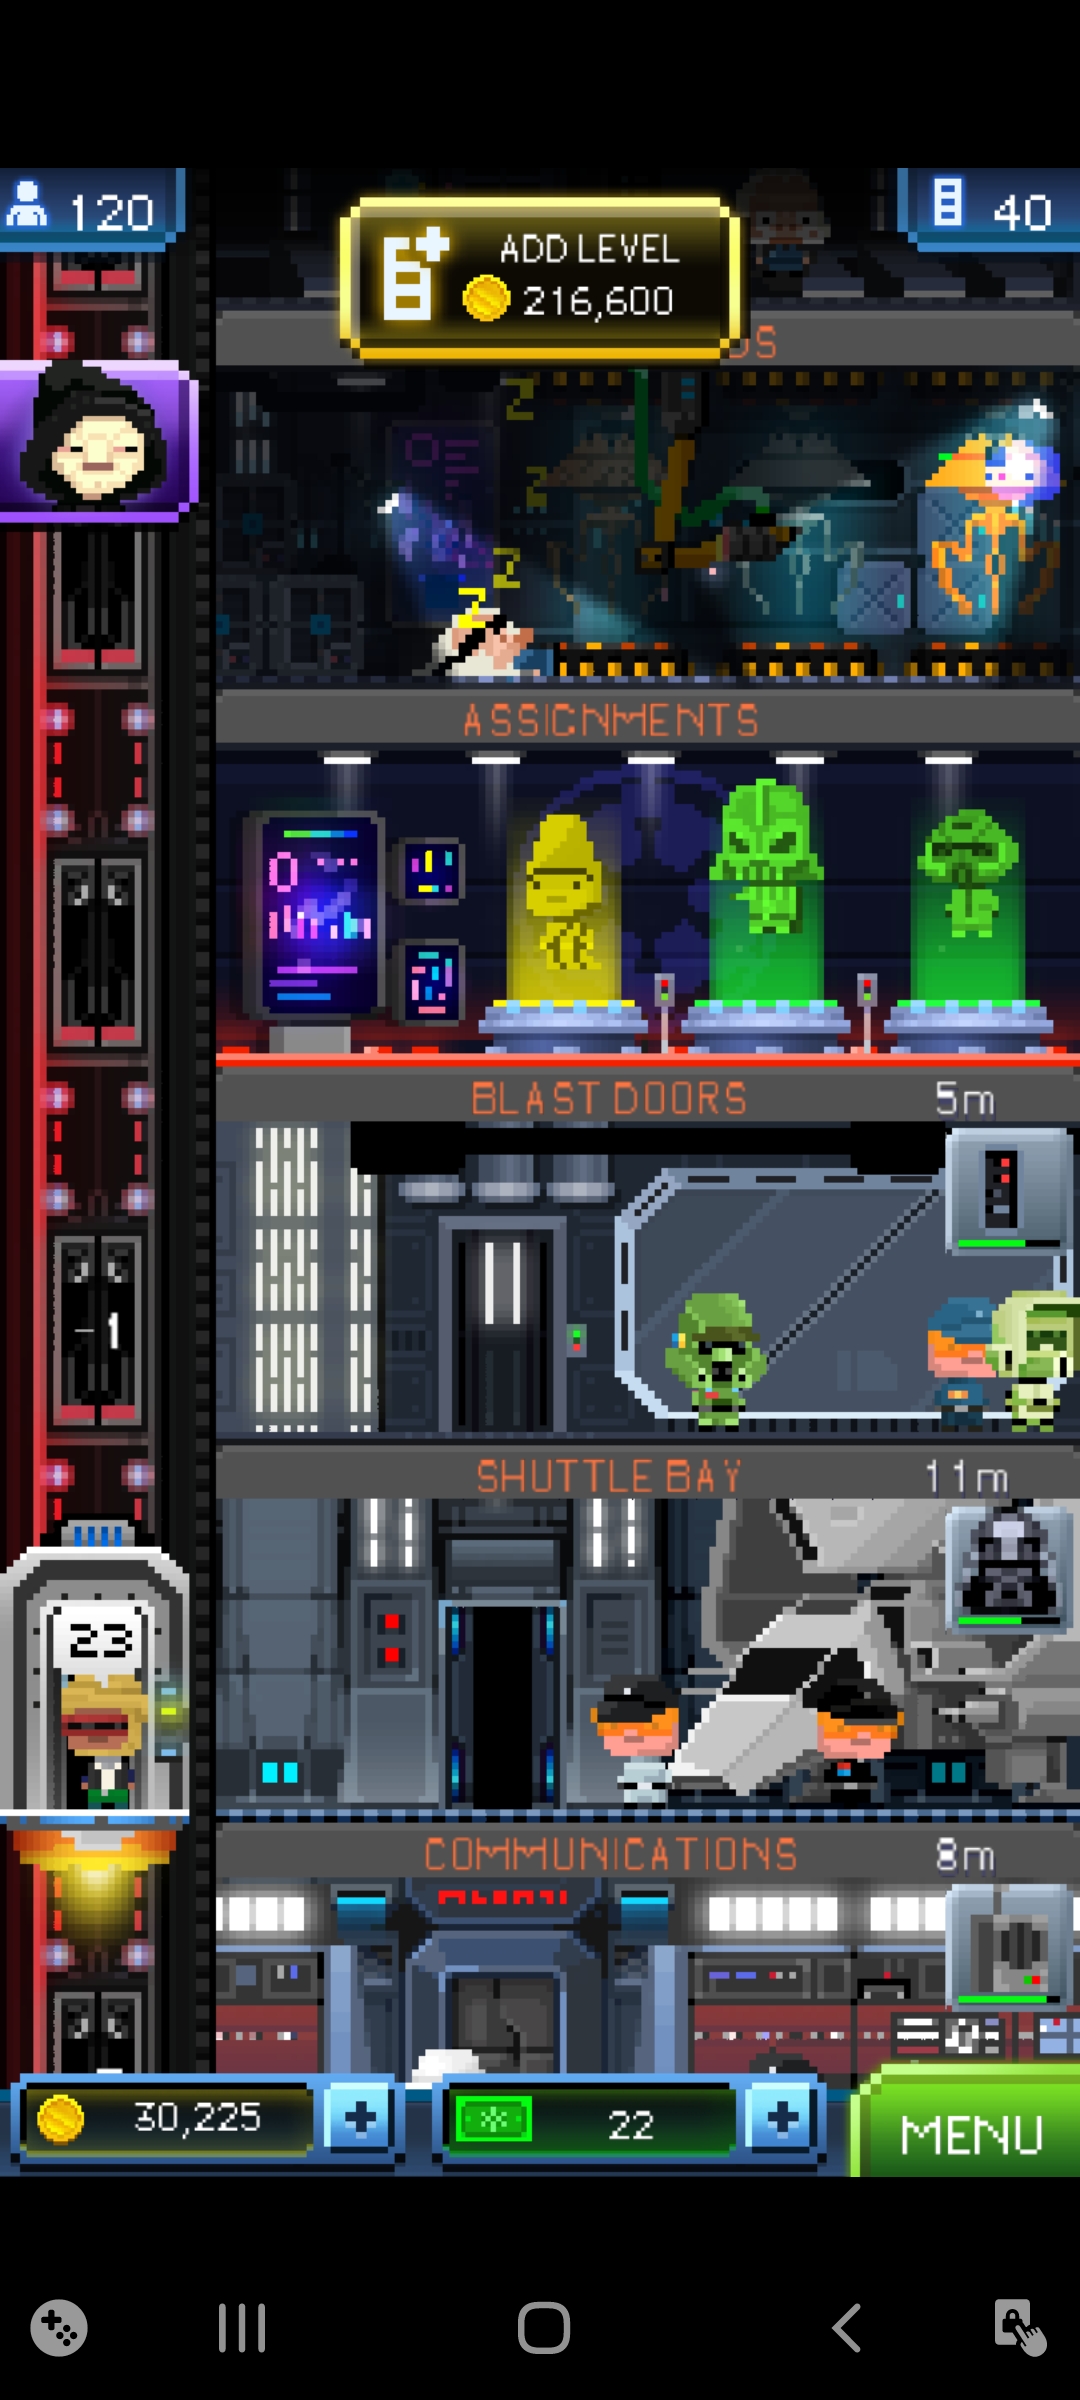 120
ADD LEVEL
216,600
40
Z
Z
Z
Z
ASSIGNMENTS
BLAST DOORS 5m
-1
SHUTTLE BAY 11m
23
COMMUNICATIONS 8m
30,225 +
22 +
MENU